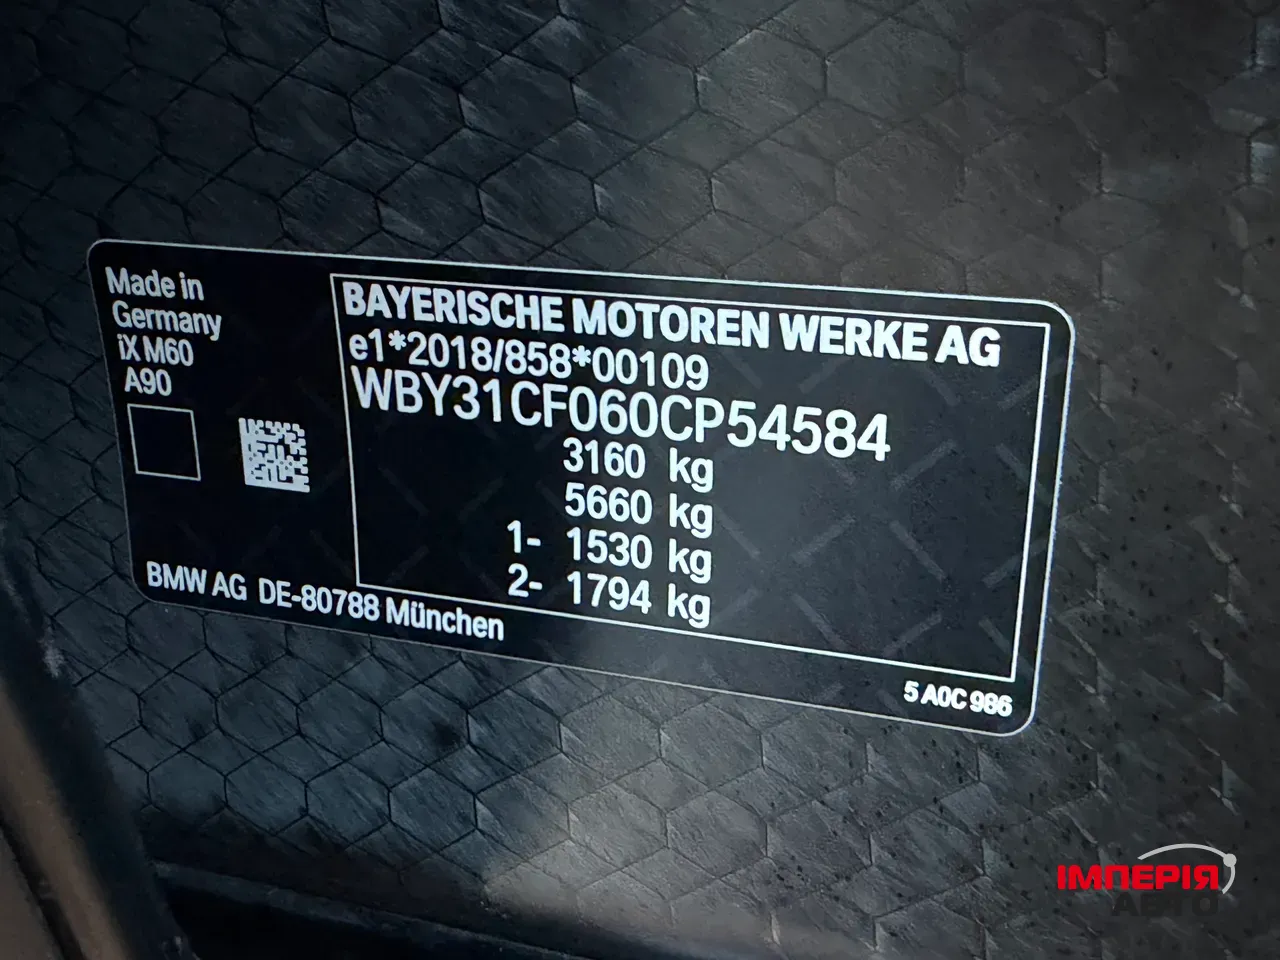 Made in
Germany
iX M60
A90
BAYERISCHE MOTOREN WERKE AG
e1*2018/858*00109
WBY31CF060CP54584
3160 kg
5660 kg
1- 1530 kg
2- 1794 kg
BMW AG DE-80788 München
5 A0C 986
ІМПЕРІЯ
АВТО